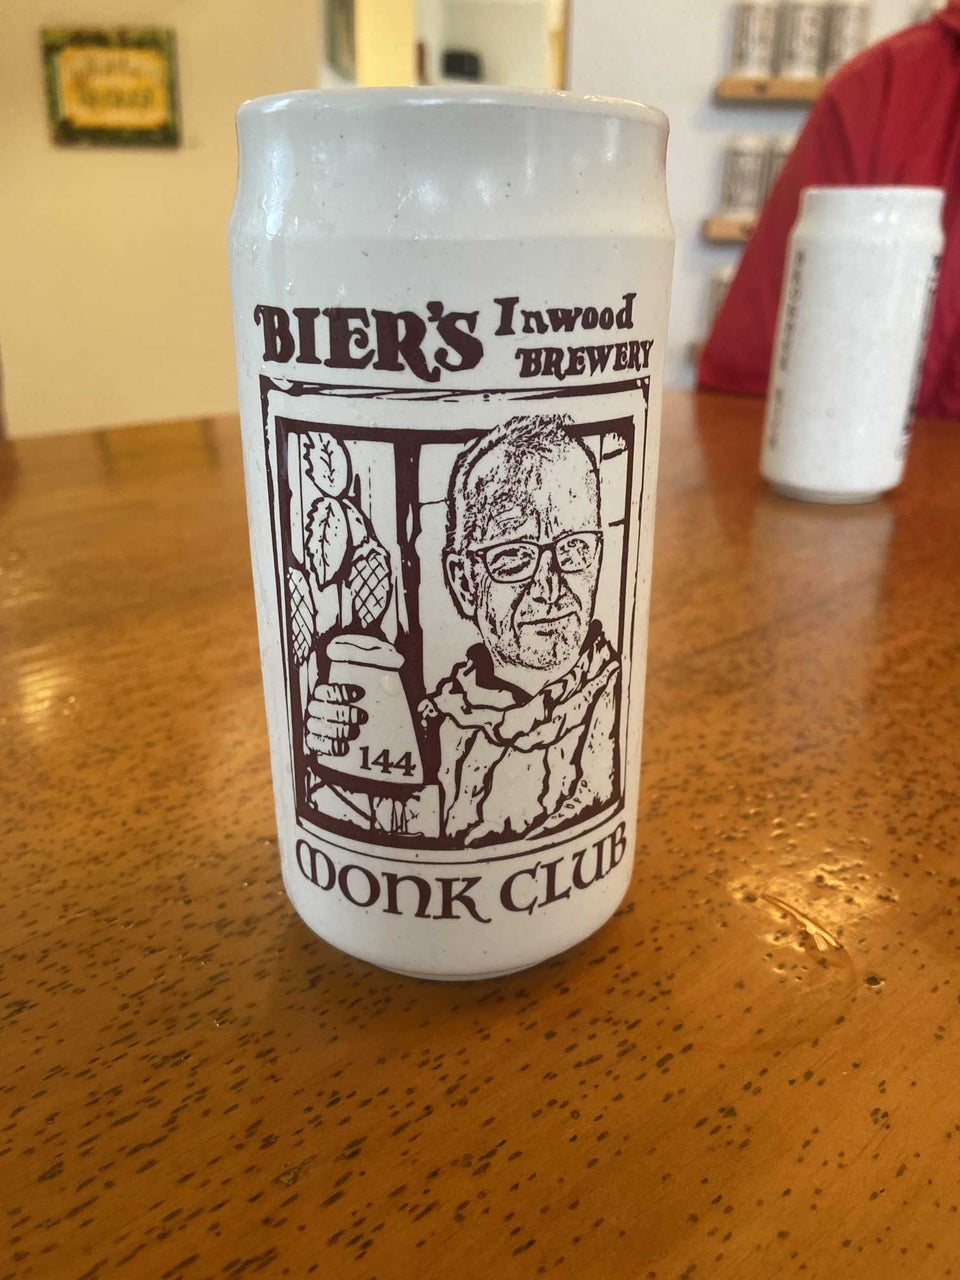 BIER'S Inwood
BREWERY
144
MONK CLUB